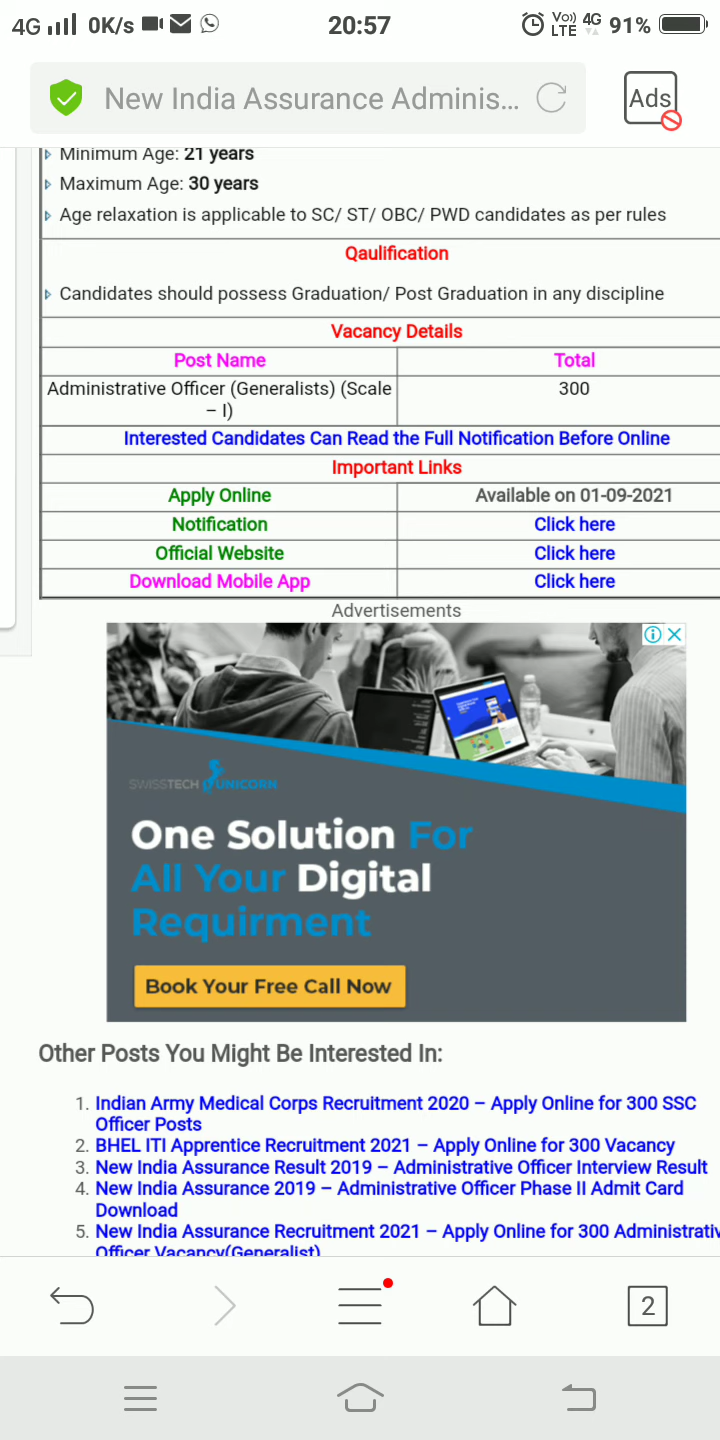 4G 0K/s 20:57 Vo)) LTE 4G 91%
New India Assurance Adminis... Ads
Minimum Age: 21 years
Maximum Age: 30 years
Age relaxation is applicable to SC/ ST/ OBC/ PWD candidates as per rules
Qaulification
Candidates should possess Graduation/ Post Graduation in any discipline
Vacancy Details
Post Name Total
Administrative Officer (Generalists) (Scale 300
– I)
Interested Candidates Can Read the Full Notification Before Online
Important Links
Apply Online Available on 01-09-2021
Notification Click here
Official Website Click here
Download Mobile App Click here
Advertisements
SWISSTECH UNICORN
One Solution For
All Your Digital
Requirment
Book Your Free Call Now
Other Posts You Might Be Interested In:
1. Indian Army Medical Corps Recruitment 2020 – Apply Online for 300 SSC
Officer Posts
2. BHEL ITI Apprentice Recruitment 2021 – Apply Online for 300 Vacancy
3. New India Assurance Result 2019 – Administrative Officer Interview Result
4. New India Assurance 2019 – Administrative Officer Phase II Admit Card
Download
5. New India Assurance Recruitment 2021 – Apply Online for 300 Administrativ
Officer Vacancy(Generalist)
2